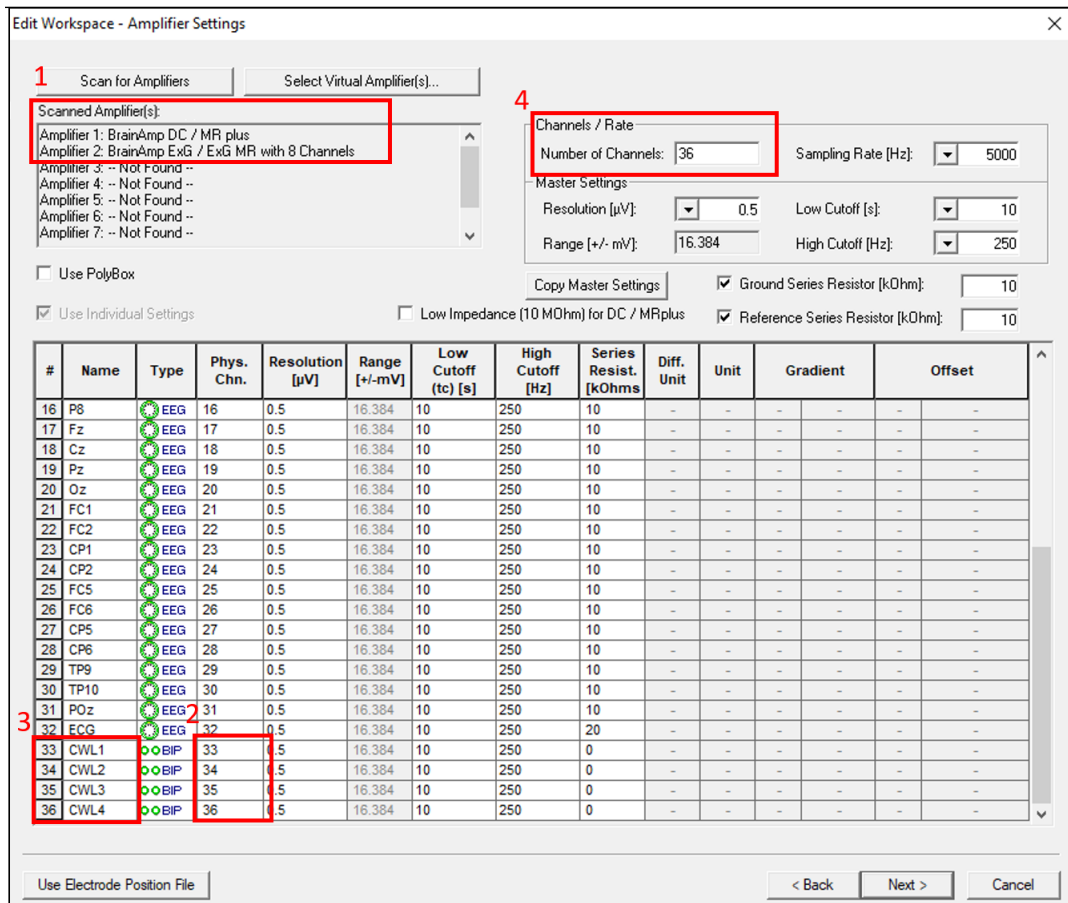 Edit Workspace - Amplifier Settings
1
Scan for Amplifiers
Select Virtual Amplifier(s)...
Scanned Amplifier(s):
Amplifier 1: BrainAmp DC / MR plus
Amplifier 2: BrainAmp ExG / ExG MR with 8 Channels
Amplifier 3: -- Not Found --
Amplifier 4: -- Not Found --
Amplifier 5: -- Not Found --
Amplifier 6: -- Not Found --
Amplifier 7: -- Not Found --
4
Channels / Rate
Number of Channels: 36 Sampling Rate [Hz]: 5000
Master Settings
Resolution [µV]: 0.5 Low Cutoff [s]: 10
Range [+/- mV]: 16.384 High Cutoff [Hz]: 250
Use PolyBox
Copy Master Settings
Ground Series Resistor [kOhm]: 10
Use Individual Settings
Low Impedance (10 MOhm) for DC / MRplus
Reference Series Resistor [kOhm]: 10
# Name Type Phys. Chn. Resolution [µV] Range [+/-mV] Low Cutoff (tc) [s] High Cutoff [Hz] Series Resist. [kOhms Diff. Unit Unit Gradient Offset
16 P8 EEG 16 0.5 16.384 10 250 10 - - - - - -
17 Fz EEG 17 0.5 16.384 10 250 10 - - - - - -
18 Cz EEG 18 0.5 16.384 10 250 10 - - - - - -
19 Pz EEG 19 0.5 16.384 10 250 10 - - - - - -
20 Oz EEG 20 0.5 16.384 10 250 10 - - - - - -
21 FC1 EEG 21 0.5 16.384 10 250 10 - - - - - -
22 FC2 EEG 22 0.5 16.384 10 250 10 - - - - - -
23 CP1 EEG 23 0.5 16.384 10 250 10 - - - - - -
24 CP2 EEG 24 0.5 16.384 10 250 10 - - - - - -
25 FC5 EEG 25 0.5 16.384 10 250 10 - - - - - -
26 FC6 EEG 26 0.5 16.384 10 250 10 - - - - - -
27 CP5 EEG 27 0.5 16.384 10 250 10 - - - - - -
28 CP6 EEG 28 0.5 16.384 10 250 10 - - - - - -
29 TP9 EEG 29 0.5 16.384 10 250 10 - - - - - -
30 TP10 EEG 30 0.5 16.384 10 250 10 - - - - - -
31 POz EEG 31 0.5 16.384 10 250 10 - - - - - -
3
2
32 ECG EEG 32 0.5 16.384 10 250 20 - - - - - -
33 CWL1 BIP 33 0.5 16.384 10 250 0 - - - - - -
34 CWL2 BIP 34 0.5 16.384 10 250 0 - - - - - -
35 CWL3 BIP 35 0.5 16.384 10 250 0 - - - - - -
36 CWL4 BIP 36 0.5 16.384 10 250 0 - - - - - -
Use Electrode Position File
< Back
Next >
Cancel